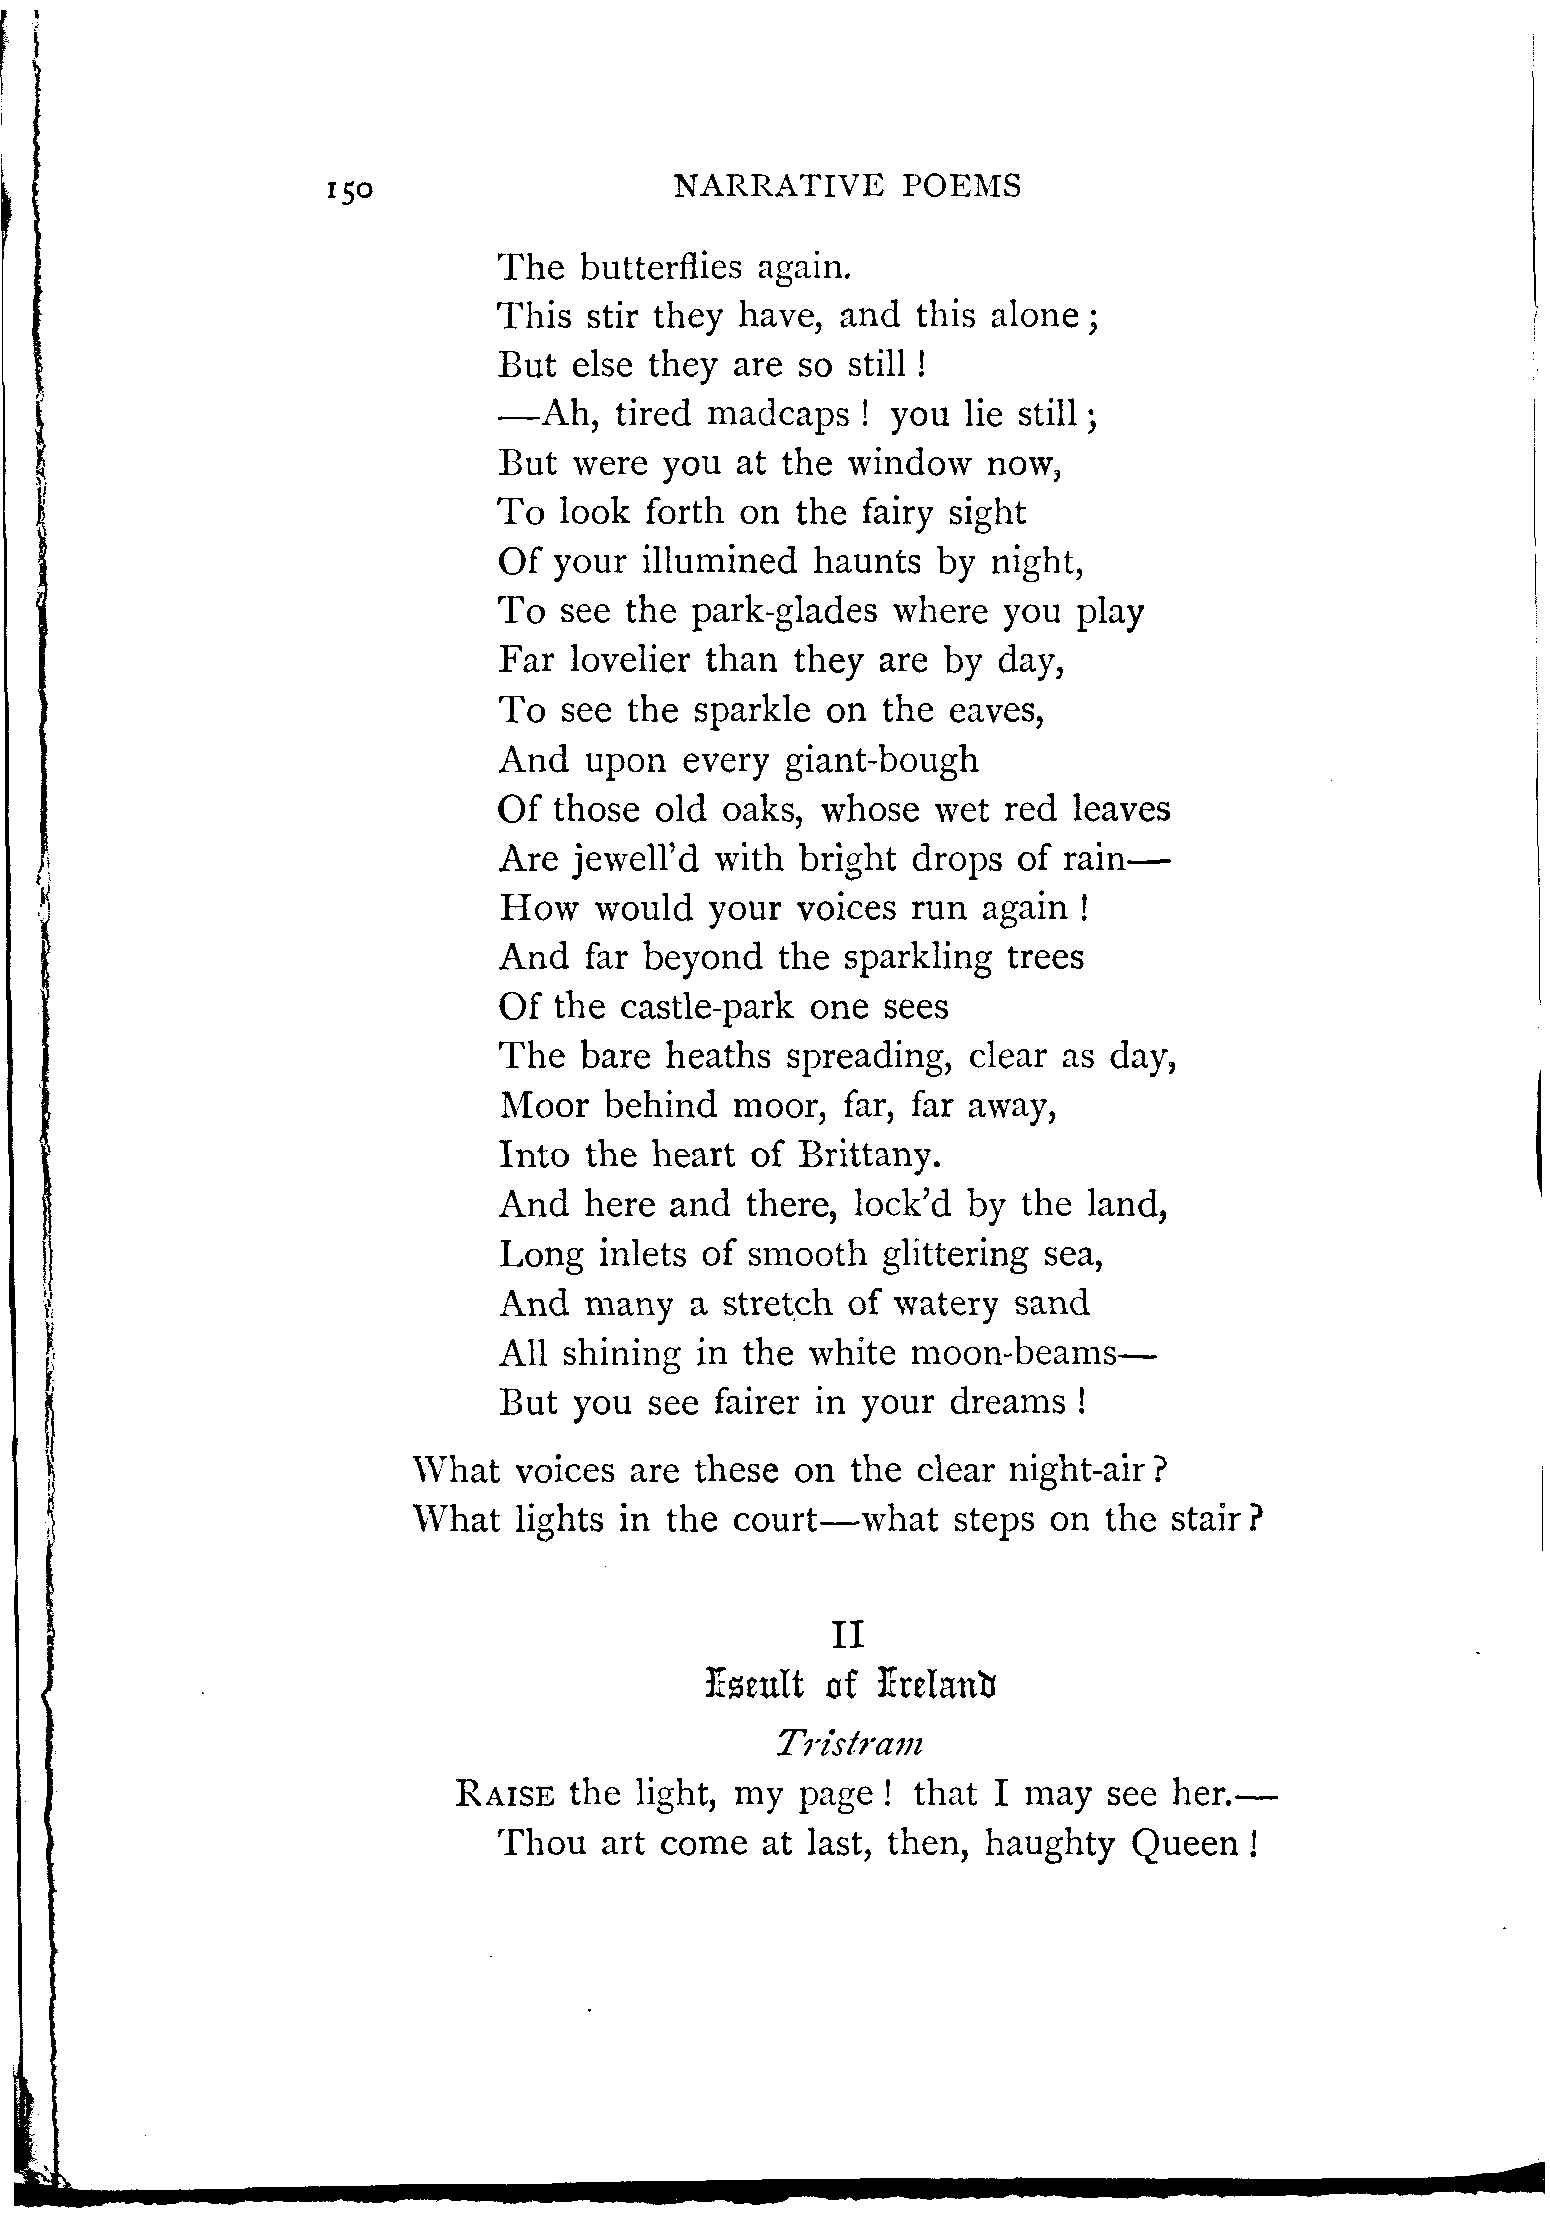 150 NARRATIVE POEMS
The butterflies again.
This stir they have, and this alone;
But else they are so still!
—Ah, tired madcaps! you lie still;
But were you at the window now,
To look forth on the fairy sight
Of your illumined haunts by night,
To see the park-glades where you play
Far lovelier than they are by day,
To see the sparkle on the eaves,
And upon every giant-bough
Of those old oaks, whose wet red leaves
Are jewell'd with bright drops of rain—
How would your voices run again!
And far beyond the sparkling trees
Of the castle-park one sees
The bare heaths spreading, clear as day,
Moor behind moor, far, far away,
Into the heart of Brittany.
And here and there, lock'd by the land,
Long inlets of smooth glittering sea,
And many a stretch of watery sand
All shining in the white moon-beams—
But you see fairer in your dreams!
What voices are these on the clear night-air?
What lights in the court—what steps on the stair?
II
Iseult of Ireland
Tristram
RAISE the light, my page! that I may see her.—
Thou art come at last, then, haughty Queen!